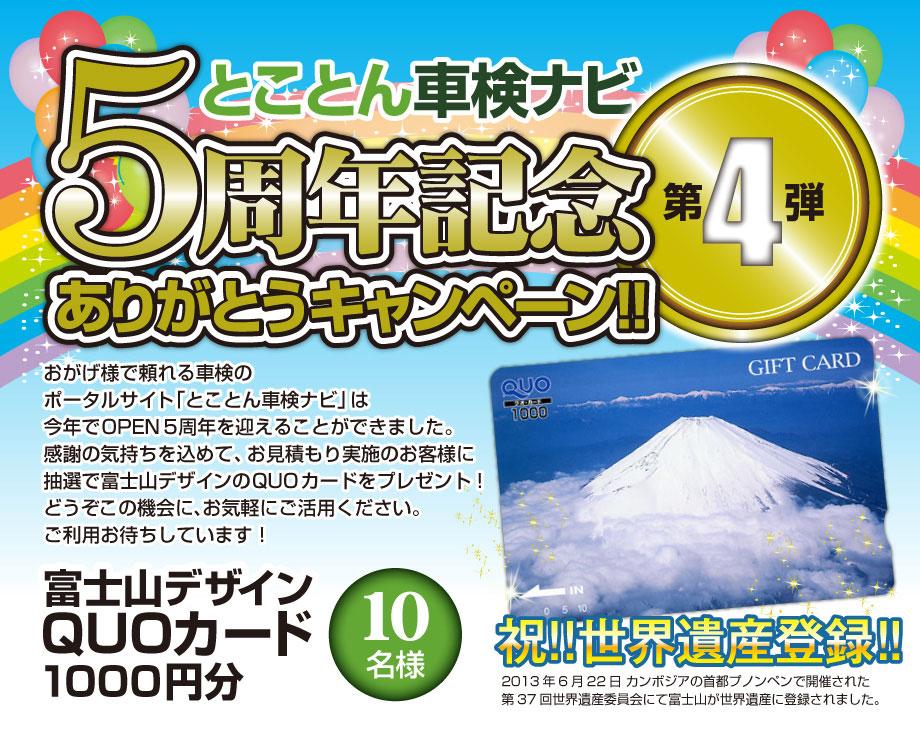 とことん車検ナビ
5周年記念
第4弾
ありがとうキャンペーン!!
おがげ様で頼れる車検の
ポータルサイト「とことん車検ナビ」は
今年でOPEN5周年を迎えることができました。
感謝の気持ちを込めて、お見積もり実施のお客様に
抽選で富士山デザインのQUOカードをプレゼント!
どうぞこの機会に、お気軽にご活用ください。
ご利用お待ちしています!
GIFT CARD
QUO
クオ・カード
1000
IN
0 5 10
富士山デザイン
QUOカード
1000円分
10
名様
祝!!世界遺産登録!!
2013年6月22日 カンボジアの首都プノンペンで開催された
第37回世界遺産委員会にて富士山が世界遺産に登録されました。